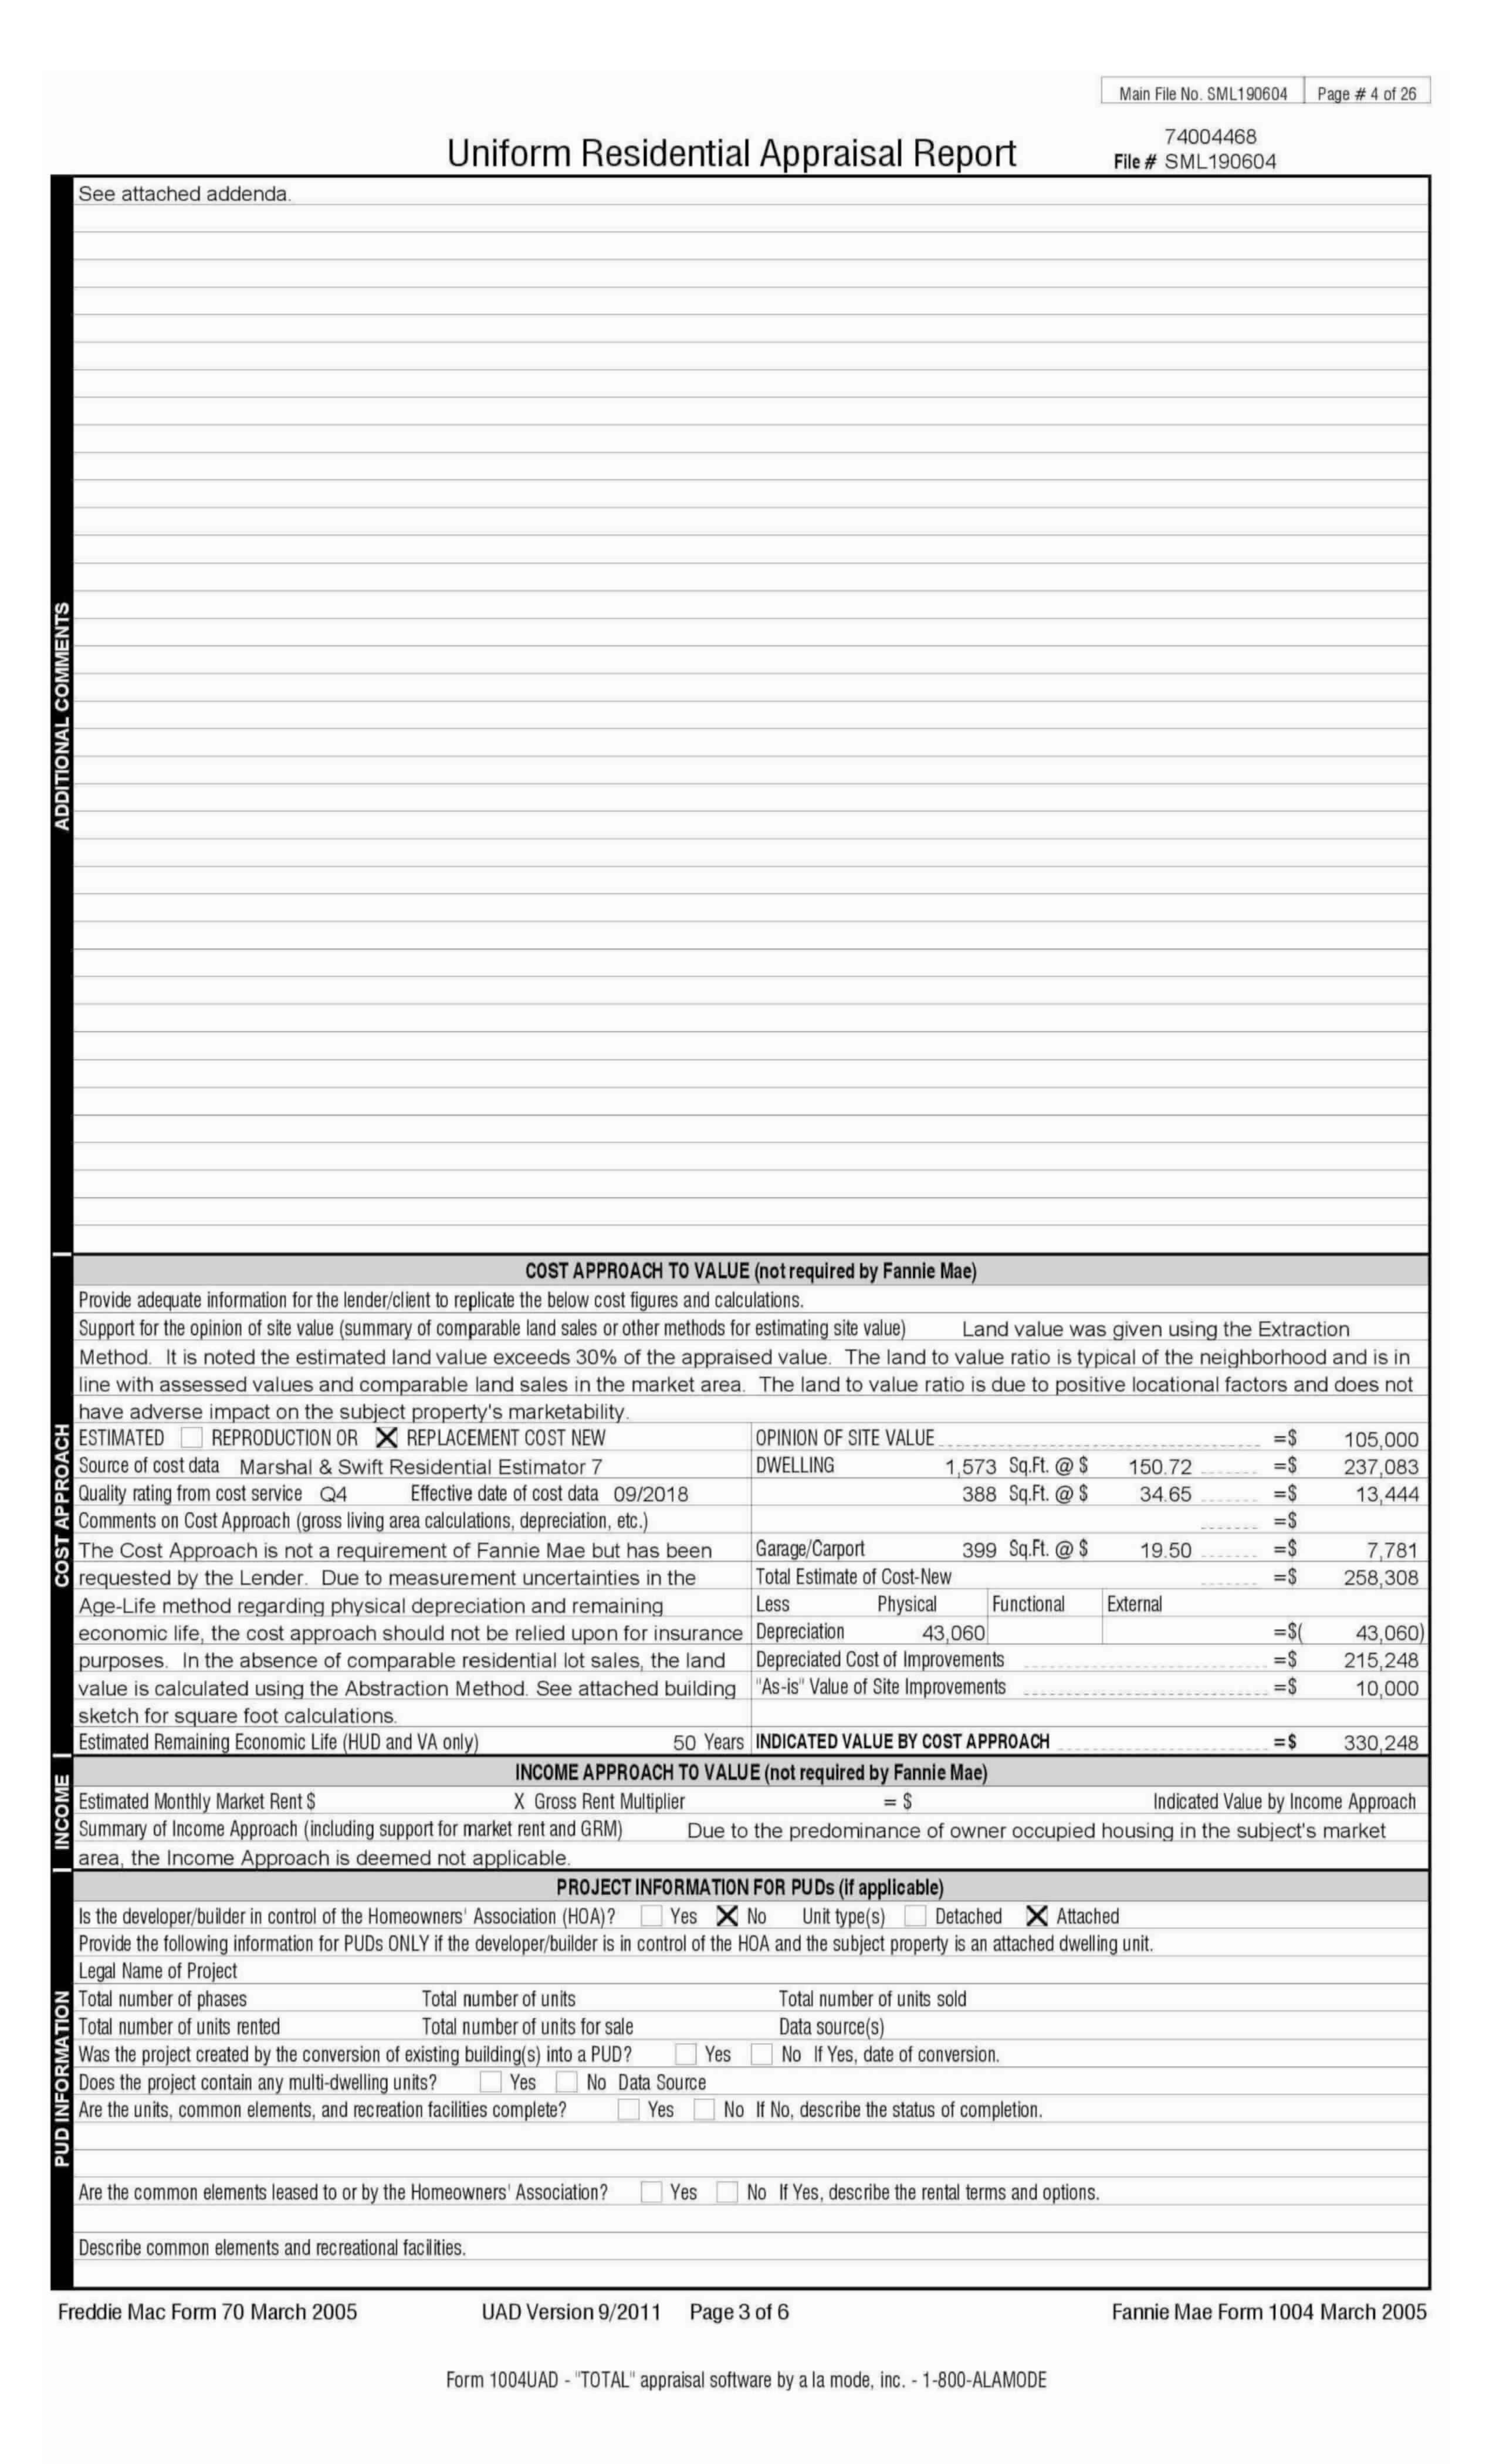 Main File No. SML190604 Page # 4 of 26
74004468
Uniform Residential Appraisal Report File # SML190604
See attached addenda.
ADDITIONAL COMMENTS
COST APPROACH TO VALUE (not required by Fannie Mae)
Provide adequate information for the lender/client to replicate the below cost figures and calculations.
Support for the opinion of site value (summary of comparable land sales or other methods for estimating site value) Land value was given using the Extraction
Method. It is noted the estimated land value exceeds 30% of the appraised value. The land to value ratio is typical of the neighborhood and is in
line with assessed values and comparable land sales in the market area. The land to value ratio is due to positive locational factors and does not
have adverse impact on the subject property's marketability.
COST APPROACH
ESTIMATED REPRODUCTION OR X REPLACEMENT COST NEW OPINION OF SITE VALUE =$ 105,000
Source of cost data Marshal & Swift Residential Estimator 7 DWELLING 1,573 Sq.Ft. @ $ 150.72 =$ 237,083
Quality rating from cost service Q4 Effective date of cost data 09/2018 388 Sq.Ft. @ $ 34.65 =$ 13,444
Comments on Cost Approach (gross living area calculations, depreciation, etc.) =$
The Cost Approach is not a requirement of Fannie Mae but has been Garage/Carport 399 Sq.Ft. @ $ 19.50 =$ 7,781
requested by the Lender. Due to measurement uncertainties in the Total Estimate of Cost-New =$ 258,308
Age-Life method regarding physical depreciation and remaining Less Physical Functional External
economic life, the cost approach should not be relied upon for insurance Depreciation 43,060 =$( 43,060)
purposes. In the absence of comparable residential lot sales, the land Depreciated Cost of Improvements =$ 215,248
value is calculated using the Abstraction Method. See attached building "As-is" Value of Site Improvements =$ 10,000
sketch for square foot calculations.
Estimated Remaining Economic Life (HUD and VA only) 50 Years INDICATED VALUE BY COST APPROACH =$ 330,248
INCOME
INCOME APPROACH TO VALUE (not required by Fannie Mae)
Estimated Monthly Market Rent $ X Gross Rent Multiplier = $ Indicated Value by Income Approach
Summary of Income Approach (including support for market rent and GRM) Due to the predominance of owner occupied housing in the subject's market
area, the Income Approach is deemed not applicable.
PUD INFORMATION
PROJECT INFORMATION FOR PUDs (if applicable)
Is the developer/builder in control of the Homeowners' Association (HOA)? Yes X No Unit type(s) Detached X Attached
Provide the following information for PUDs ONLY if the developer/builder is in control of the HOA and the subject property is an attached dwelling unit.
Legal Name of Project
Total number of phases Total number of units Total number of units sold
Total number of units rented Total number of units for sale Data source(s)
Was the project created by the conversion of existing building(s) into a PUD? Yes No If Yes, date of conversion.
Does the project contain any multi-dwelling units? Yes No Data Source
Are the units, common elements, and recreation facilities complete? Yes No If No, describe the status of completion.
Are the common elements leased to or by the Homeowners' Association? Yes No If Yes, describe the rental terms and options.
Describe common elements and recreational facilities.
Freddie Mac Form 70 March 2005 UAD Version 9/2011 Page 3 of 6 Fannie Mae Form 1004 March 2005
Form 1004UAD - "TOTAL" appraisal software by a la mode, inc. - 1-800-ALAMODE